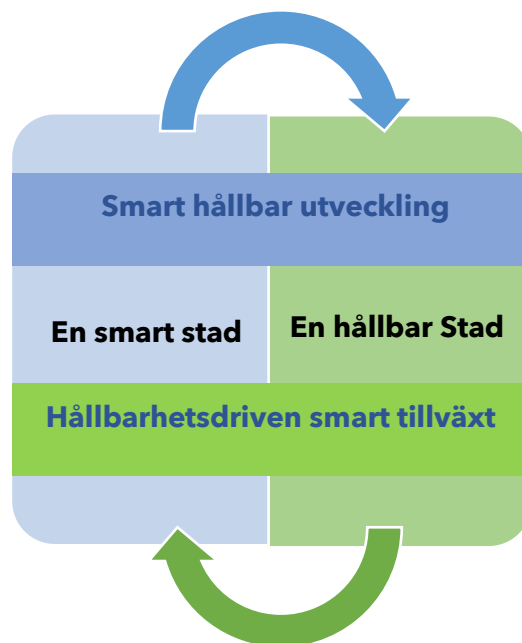 Smart hållbar utveckling
En smart stad
En hållbar Stad
Hållbarhetsdriven smart tillväxt